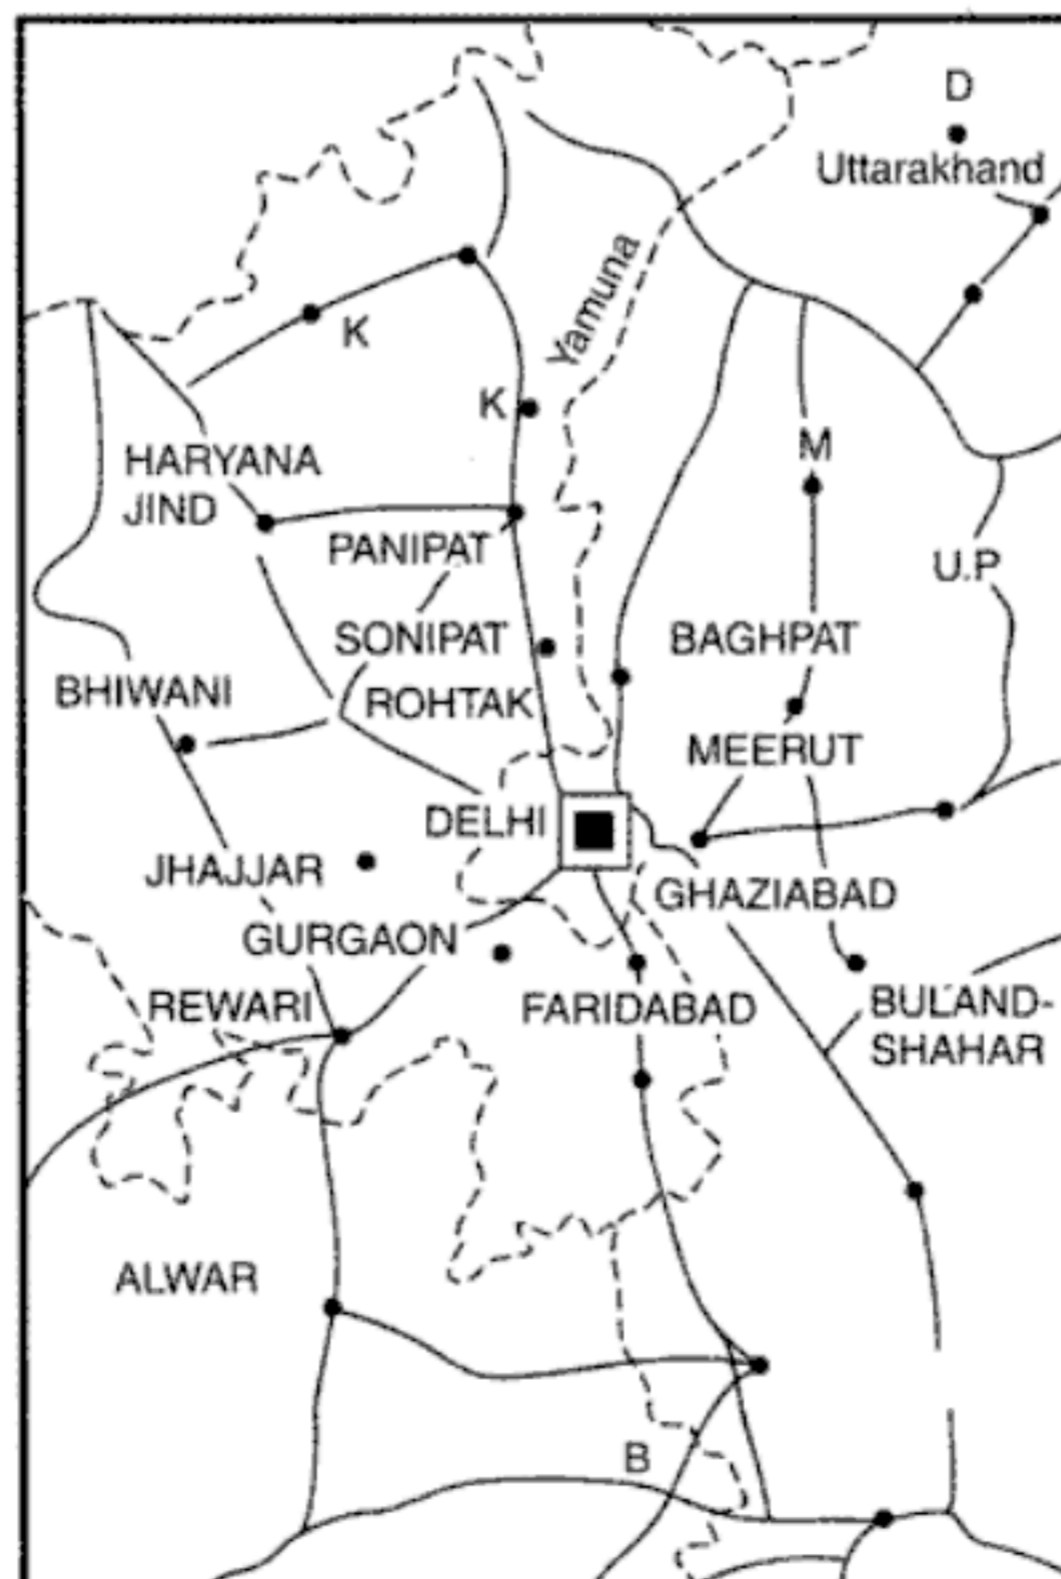 D
Uttarakhand
Yamuna
K
K
M
HARYANA
JIND
PANIPAT
U.P
SONIPAT
BAGHPAT
BHIWANI
ROHTAK
MEERUT
DELHI
JHAJJAR
GHAZIABAD
GURGAON
REWARI
FARIDABAD
BULAND-
SHAHAR
ALWAR
B